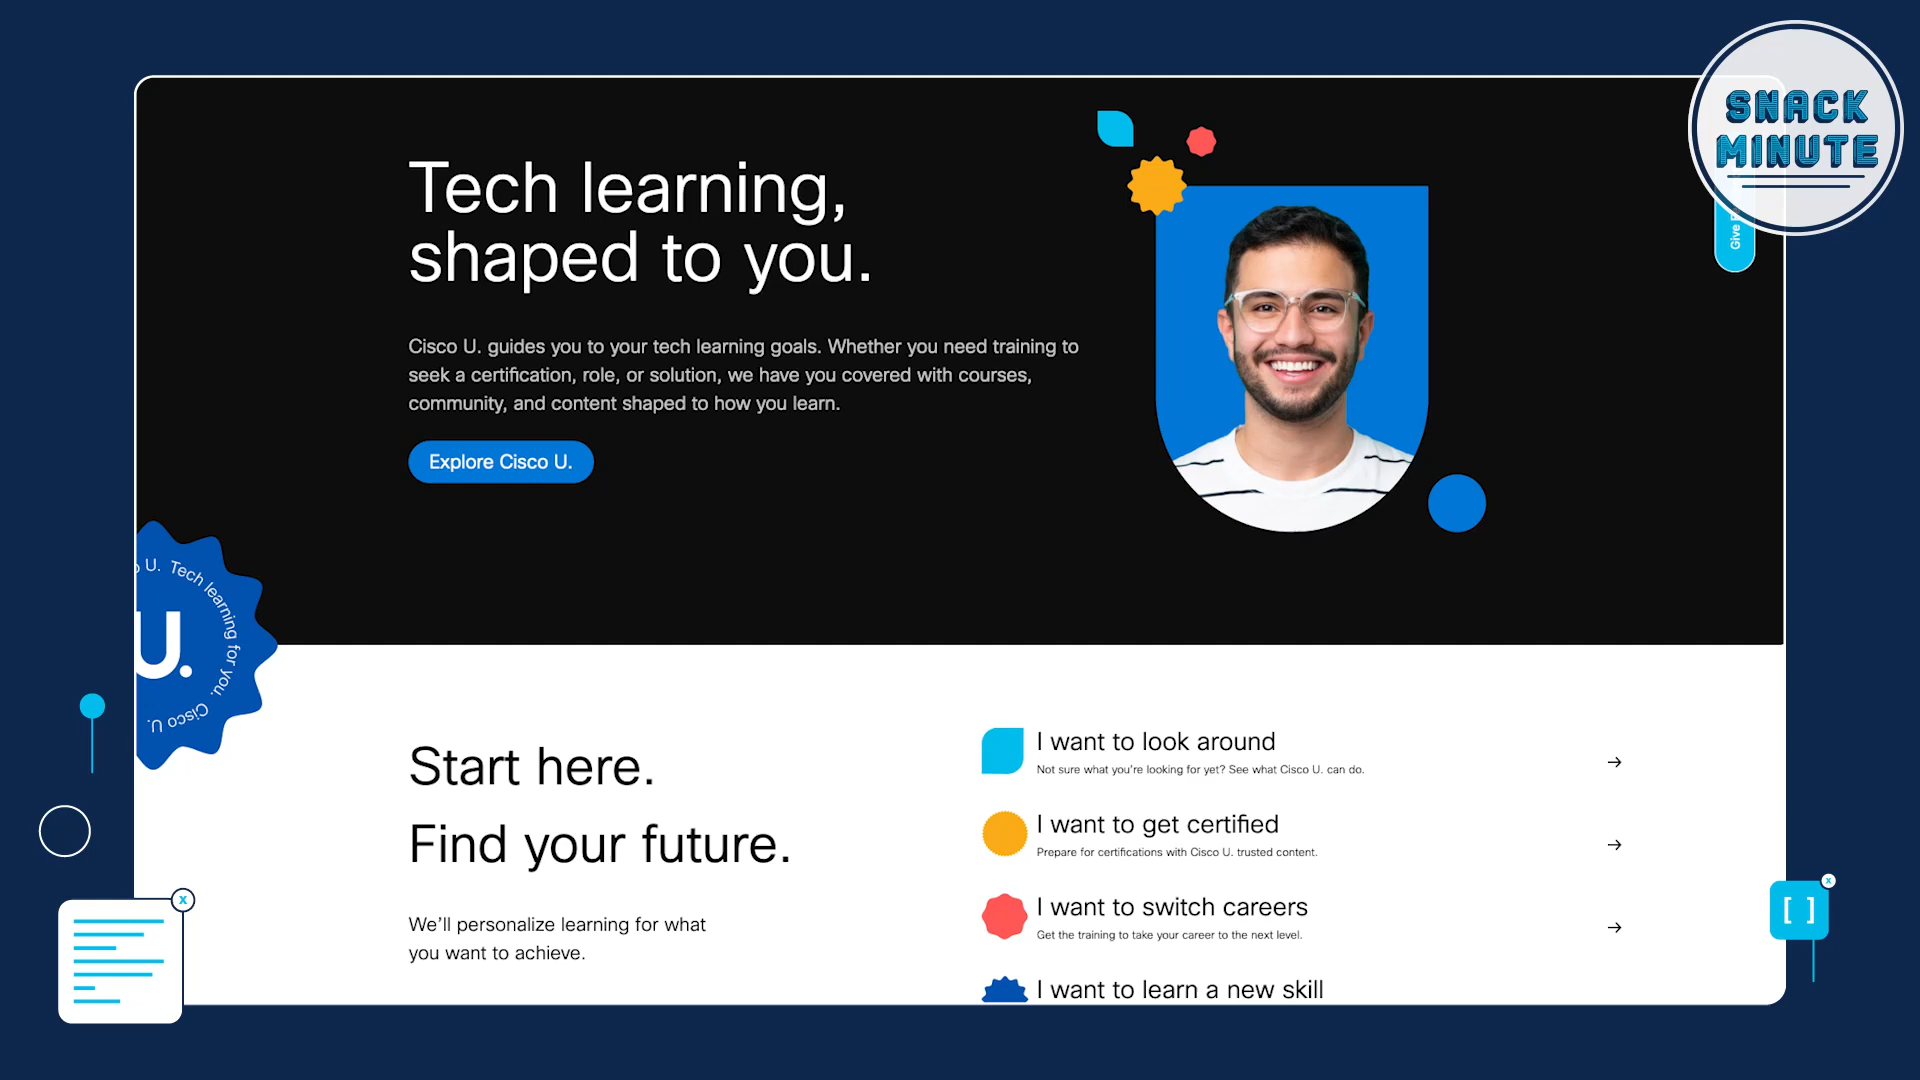 SNACK
MINUTE
Give
Tech learning,
shaped to you.
Cisco U. guides you to your tech learning goals. Whether you need training to
seek a certification, role, or solution, we have you covered with courses,
community, and content shaped to how you learn.
Explore Cisco U.
U. Tech learning for you. Cisco U.
U.
Start here.
Find your future.
We'll personalize learning for what
you want to achieve.
I want to look around
Not sure what you're looking for yet? See what Cisco U. can do.
I want to get certified
Prepare for certifications with Cisco U. trusted content.
I want to switch careers
Get the training to take your career to the next level.
I want to learn a new skill
x
[ ]
x